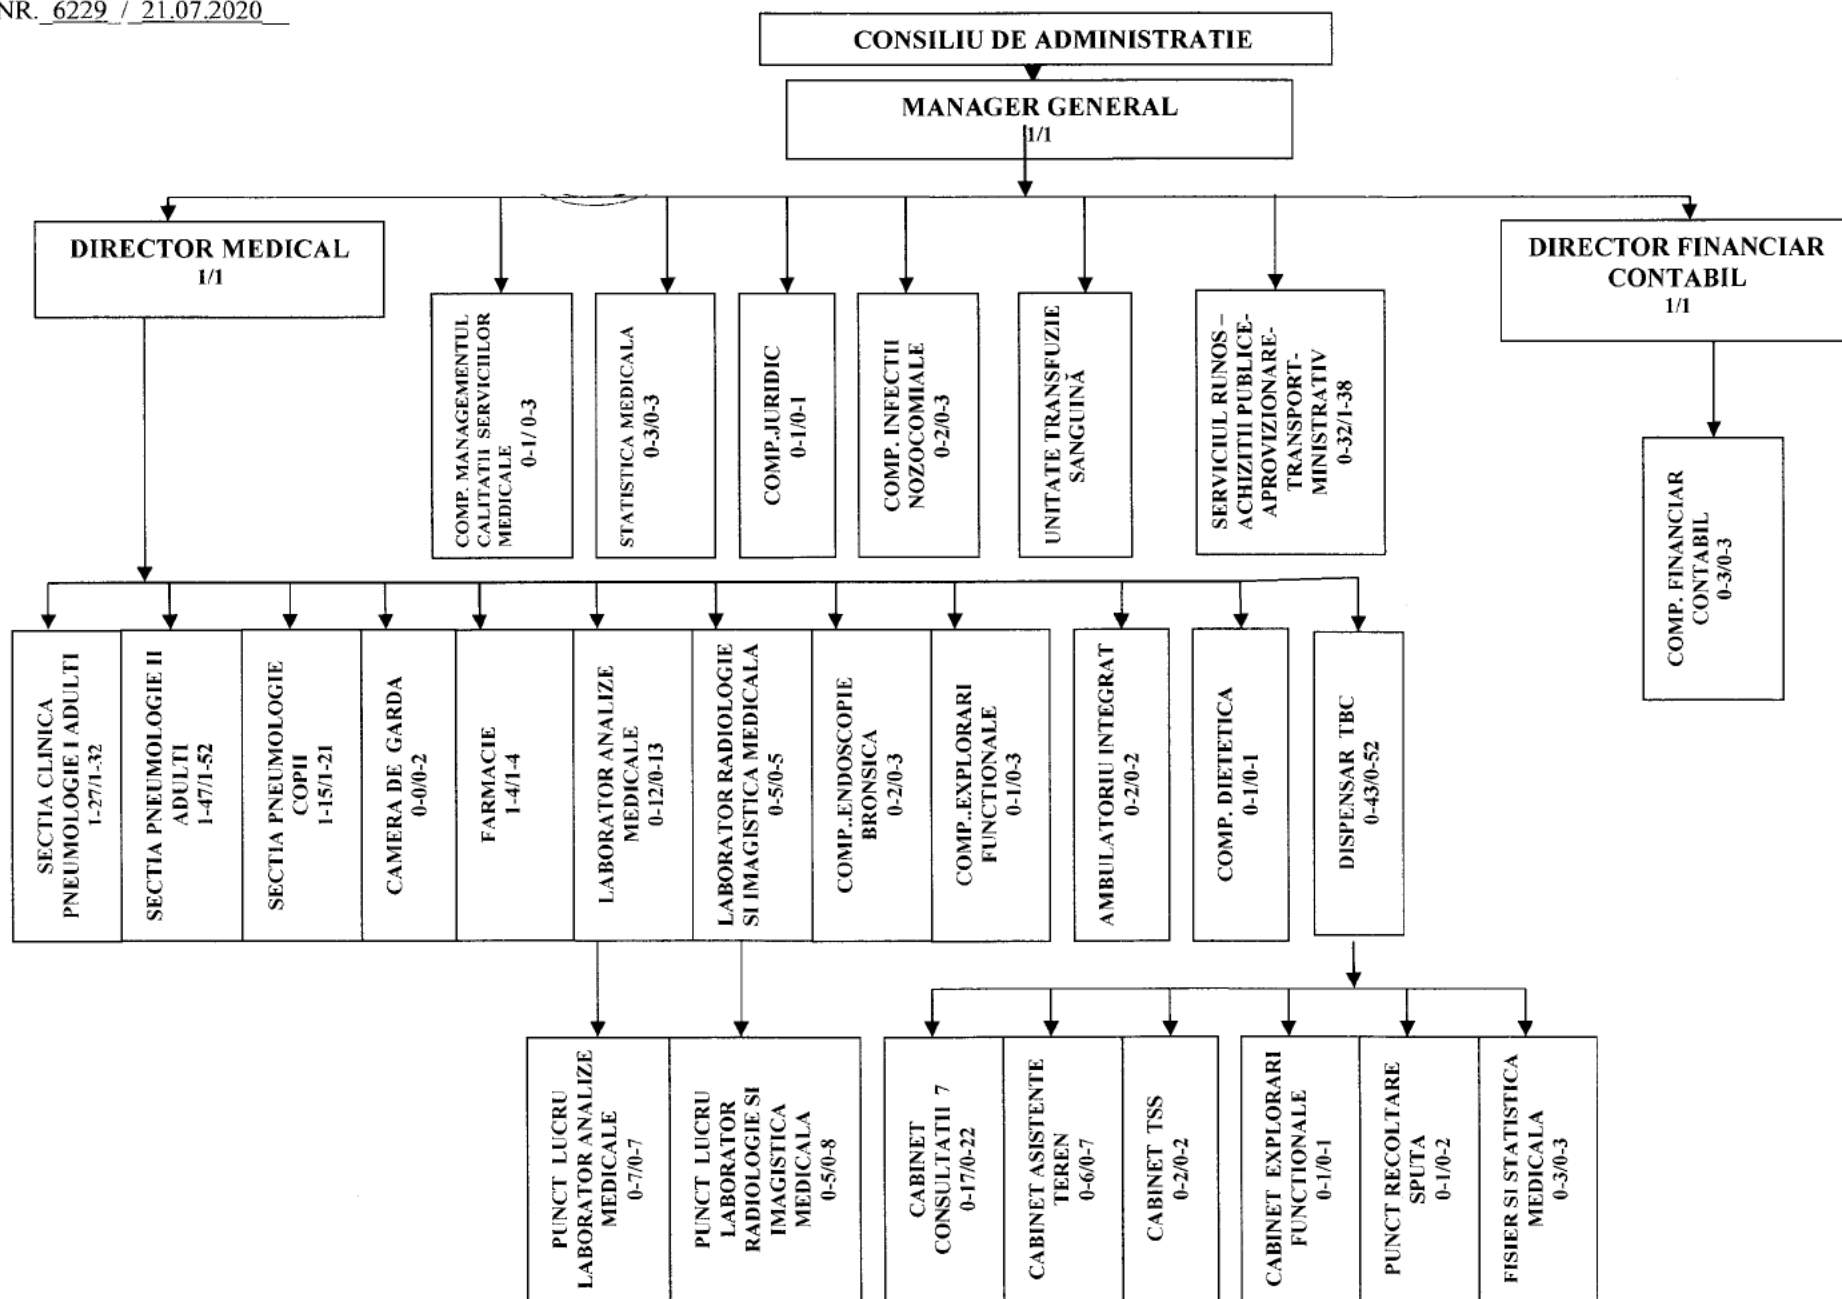 NR. 6229 / 21.07.2020
CONSILIU DE ADMINISTRATIE
MANAGER GENERAL
1/1
DIRECTOR MEDICAL
1/1
DIRECTOR FINANCIAR
CONTABIL
1/1
COMP. MANAGEMENTUL
CALITATII SERVICIILOR
MEDICALE
0-1/ 0-3
STATISTICA MEDICALA
0-3/0-3
COMP.JURIDIC
0-1/0-1
COMP. INFECTII
NOZOCOMIALE
0-2/0-3
UNITATE TRANSFUZIE
SANGUINĂ
SERVICIUL RUNOS –
ACHIZITII PUBLICE-
APROVIZIONARE-
TRANSPORT-
MINISTRATIV
0-32/1-38
COMP. FINANCIAR
CONTABIL
0-3/0-3
SECTIA CLINICA
PNEUMOLOGIE I ADULTI
1-27/1-32
SECTIA PNEUMOLOGIE II
ADULTI
1-47/1-52
SECTIA PNEUMOLOGIE
COPII
1-15/1-21
CAMERA DE GARDA
0-0/0-2
FARMACIE
1-4/1-4
LABORATOR ANALIZE
MEDICALE
0-12/0-13
LABORATOR RADIOLOGIE
SI IMAGISTICA MEDICALA
0-5/0-5
COMP..ENDOSCOPIE
BRONSICA
0-2/0-3
COMP..EXPLORARI
FUNCTIONALE
0-1/0-3
AMBULATORIU INTEGRAT
0-2/0-2
COMP. DIETETICA
0-1/0-1
DISPENSAR TBC
0-43/0-52
PUNCT LUCRU
LABORATOR ANALIZE
MEDICALE
0-7/0-7
PUNCT LUCRU
LABORATOR
RADIOLOGIE SI
IMAGISTICA
MEDICALA
0-5/0-8
CABINET
CONSULTATII 7
0-17/0-22
CABINET ASISTENTE
TEREN
0-6/0-7
CABINET TSS
0-2/0-2
CABINET EXPLORARI
FUNCTIONALE
0-1/0-1
PUNCT RECOLTARE
SPUTA
0-1/0-2
FISIER SI STATISTICA
MEDICALA
0-3/0-3